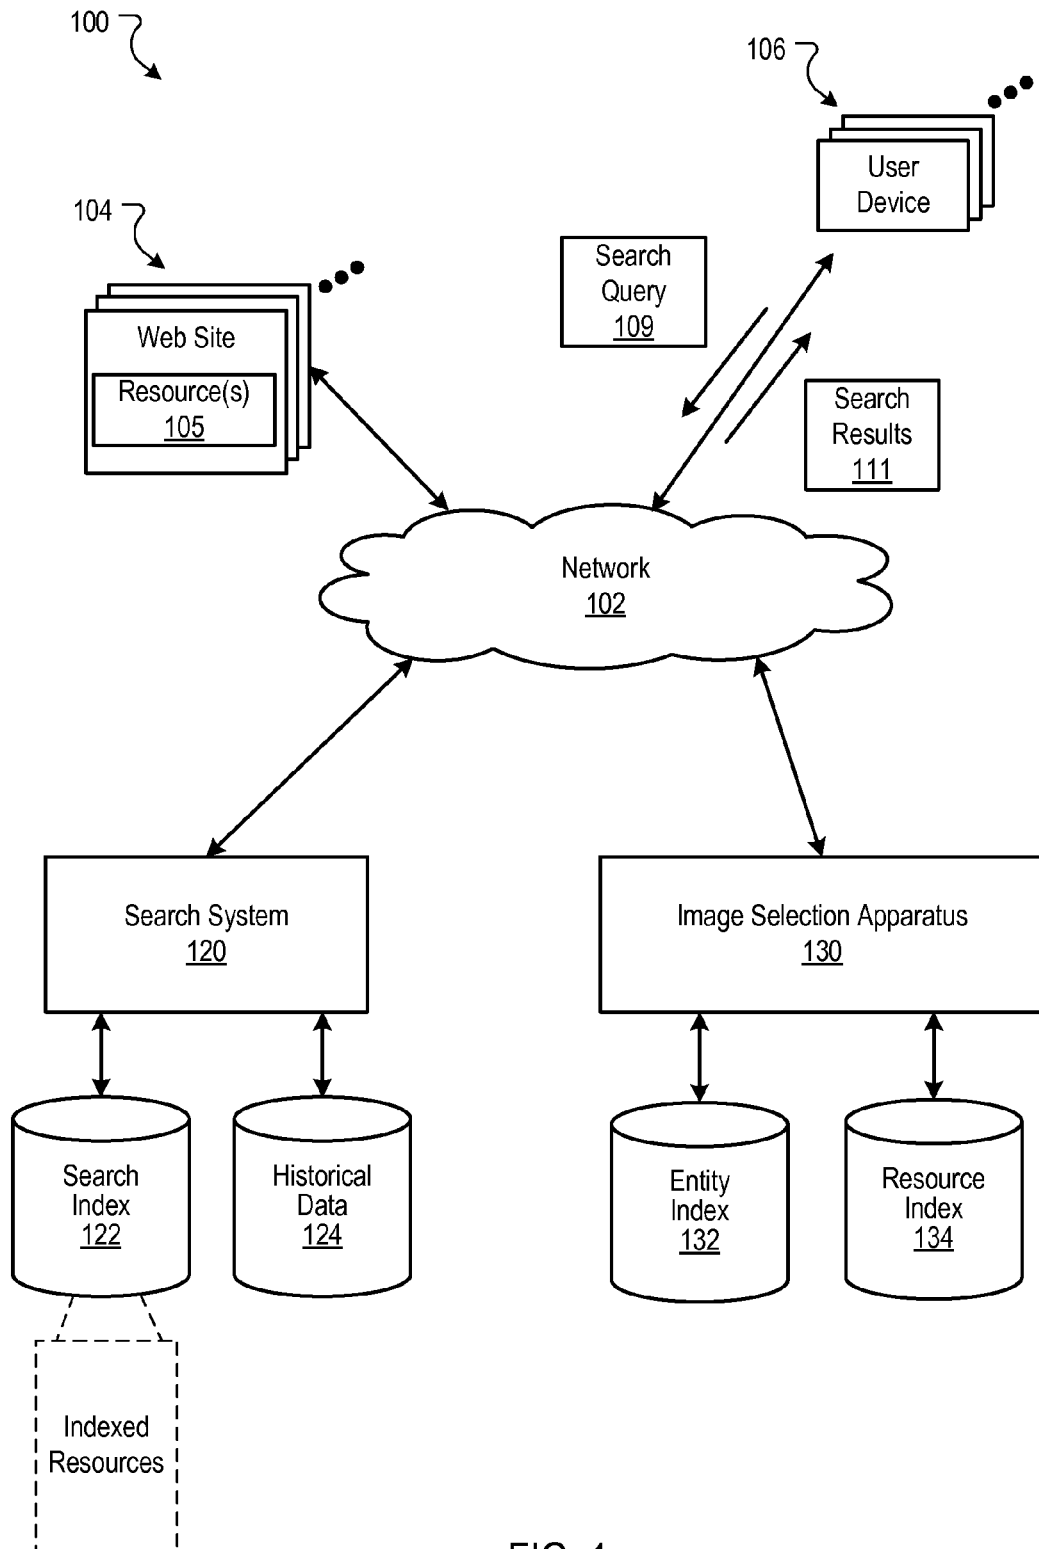 100
106
User
Device
104
Search
Query
109
Web Site
Resource(s)
105
Search
Results
111
Network
102
Search System
120
Image Selection Apparatus
130
Search
Index
122
Historical
Data
124
Entity
Index
132
Resource
Index
134
Indexed
Resources